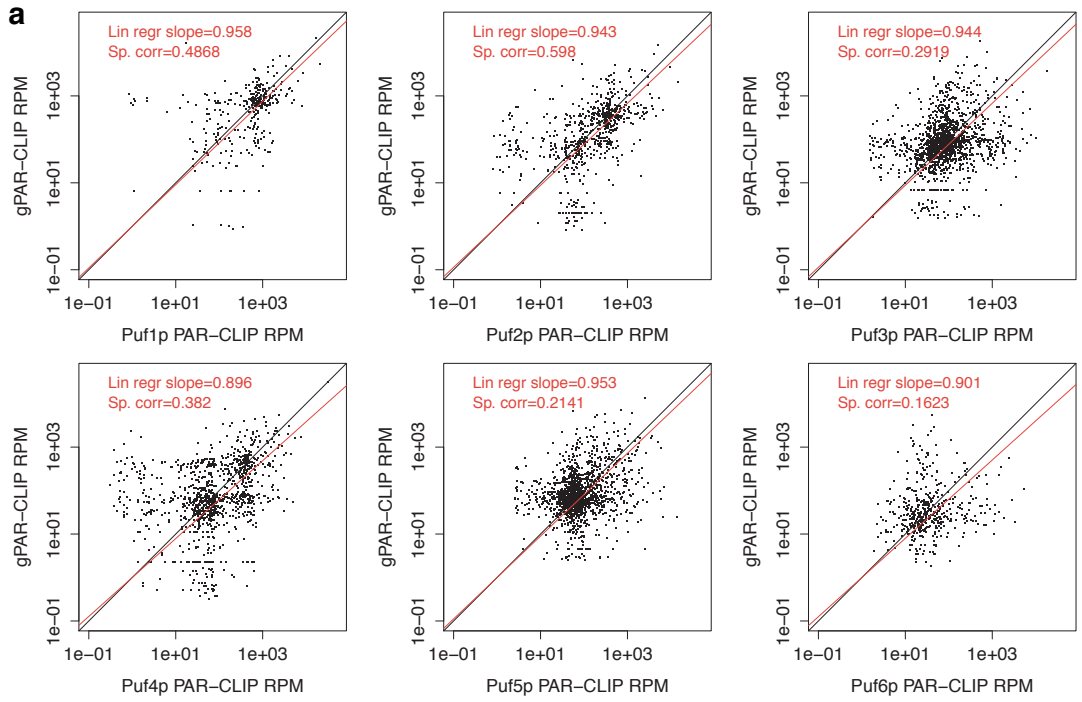 a
Lin regr slope=0.958
Sp. corr=0.4868
gPAR−CLIP RPM
1e+03
1e+01
1e−01
1e−01 1e+01 1e+03
Puf1p PAR−CLIP RPM
Lin regr slope=0.943
Sp. corr=0.598
gPAR−CLIP RPM
1e+03
1e+01
1e−01
1e−01 1e+01 1e+03
Puf2p PAR−CLIP RPM
Lin regr slope=0.944
Sp. corr=0.2919
gPAR−CLIP RPM
1e+03
1e+01
1e−01
1e−01 1e+01 1e+03
Puf3p PAR−CLIP RPM
Lin regr slope=0.896
Sp. corr=0.382
gPAR−CLIP RPM
1e+03
1e+01
1e−01
1e−01 1e+01 1e+03
Puf4p PAR−CLIP RPM
Lin regr slope=0.953
Sp. corr=0.2141
gPAR−CLIP RPM
1e+03
1e+01
1e−01
1e−01 1e+01 1e+03
Puf5p PAR−CLIP RPM
Lin regr slope=0.901
Sp. corr=0.1623
gPAR−CLIP RPM
1e+03
1e+01
1e−01
1e−01 1e+01 1e+03
Puf6p PAR−CLIP RPM